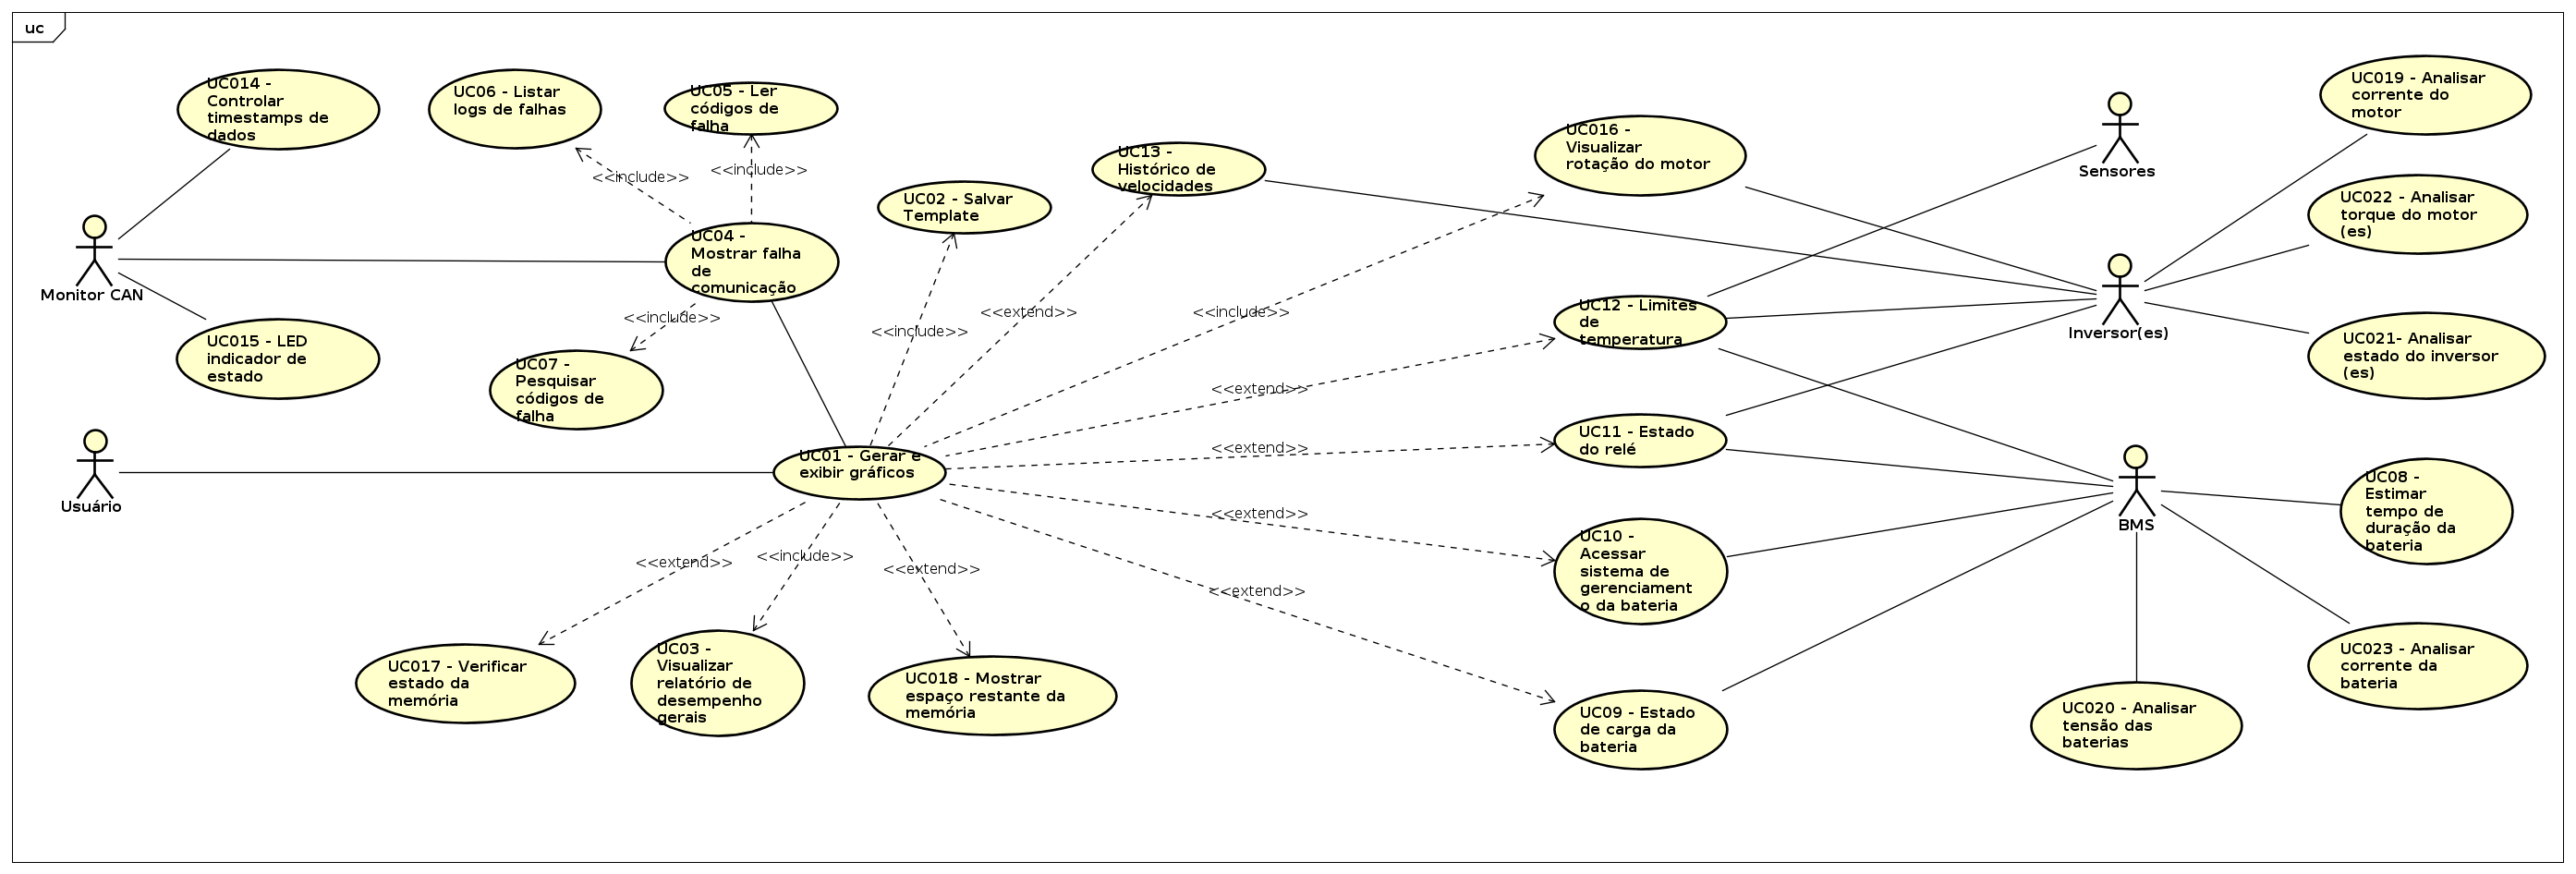 uc
UC014 -
Controlar
timestamps de
dados
UC06 - Listar
logs de falhas
UC05 - Ler
códigos de
falha
<<include>>
<<include>>
UC04 -
Mostrar falha
de
comunicação
Monitor CAN
UC015 - LED
indicador de
estado
<<include>>
UC07 -
Pesquisar
códigos de
falha
UC02 - Salvar
Template
UC13 -
Histórico de
velocidades
UC016 -
Visualizar
rotação do motor
Sensores
UC019 - Analisar
corrente do
motor
UC022 - Analisar
torque do motor
(es)
Inversor(es)
UC021- Analisar
estado do inversor
(es)
<<include>>
<<extend>>
<<include>>
UC12 - Limites
de
temperatura
<<extend>>
UC11 - Estado
do relé
<<extend>>
Usuário
UC01 - Gerar e
exibir gráficos
<<extend>>
UC10 -
Acessar
sistema de
gerenciament
o da bateria
BMS
UC08 -
Estimar
tempo de
duração da
bateria
<<extend>>
<<include>>
<<extend>>
<<extend>>
UC017 - Verificar
estado da
memória
UC03 -
Visualizar
relatório de
desempenho
gerais
UC018 - Mostrar
espaço restante da
memória
UC09 - Estado
de carga da
bateria
UC020 - Analisar
tensão das
baterias
UC023 - Analisar
corrente da
bateria